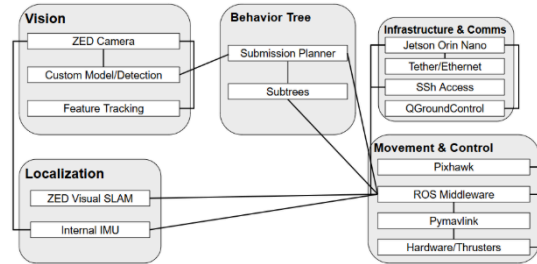 Vision
ZED Camera
Custom Model/Detection
Feature Tracking
Behavior Tree
Submission Planner
Subtrees
Infrastructure & Comms
Jetson Orin Nano
Tether/Ethernet
SSh Access
QGroundControl
Localization
ZED Visual SLAM
Internal IMU
Movement & Control
Pixhawk
ROS Middleware
Pymavlink
Hardware/Thrusters